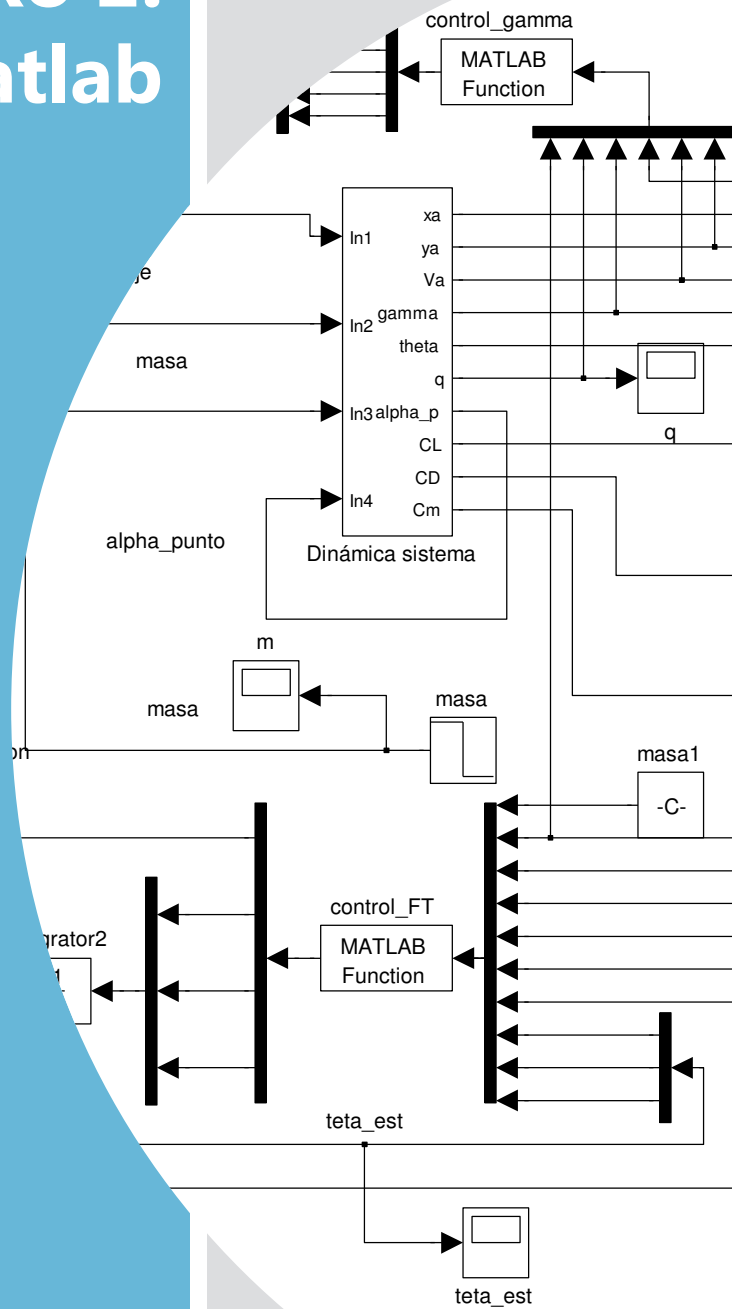 control_gamma
MATLAB
Function
In1
In2
In3
In4
xa
ya
Va
gamma
theta
q
alpha_p
CL
CD
Cm
Dinámica sistema
masa
alpha_punto
q
m
masa
masa
masa1
-C-
control_FT
MATLAB
Function
teta_est
teta_est